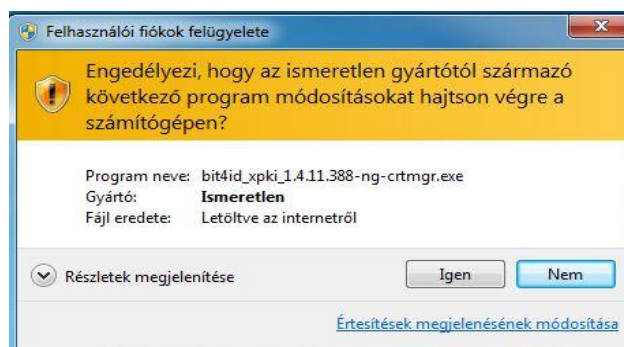 Felhasználói fiókok felügyelete
Engedélyezi, hogy az ismeretlen gyártótól származó
következő program módosításokat hajtson végre a
számítógépen?
Program neve: bit4id_xpki_1.4.11.388-ng-crtmgr.exe
Gyártó: Ismeretlen
Fájl eredete: Letöltve az internetről
Részletek megjelenítése Igen Nem
Értesítések megjelenésének módosítása